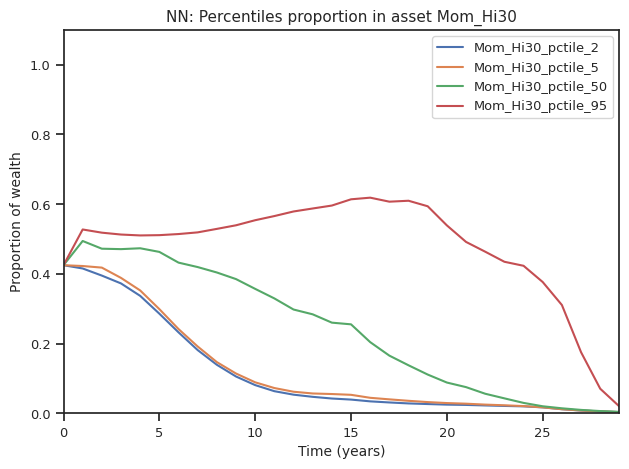 NN: Percentiles proportion in asset Mom_Hi30
Mom_Hi30_pctile_2
Mom_Hi30_pctile_5
Mom_Hi30_pctile_50
Mom_Hi30_pctile_95
Proportion of wealth
1.0
0.8
0.6
0.4
0.2
0.0
0 5 10 15 20 25
Time (years)